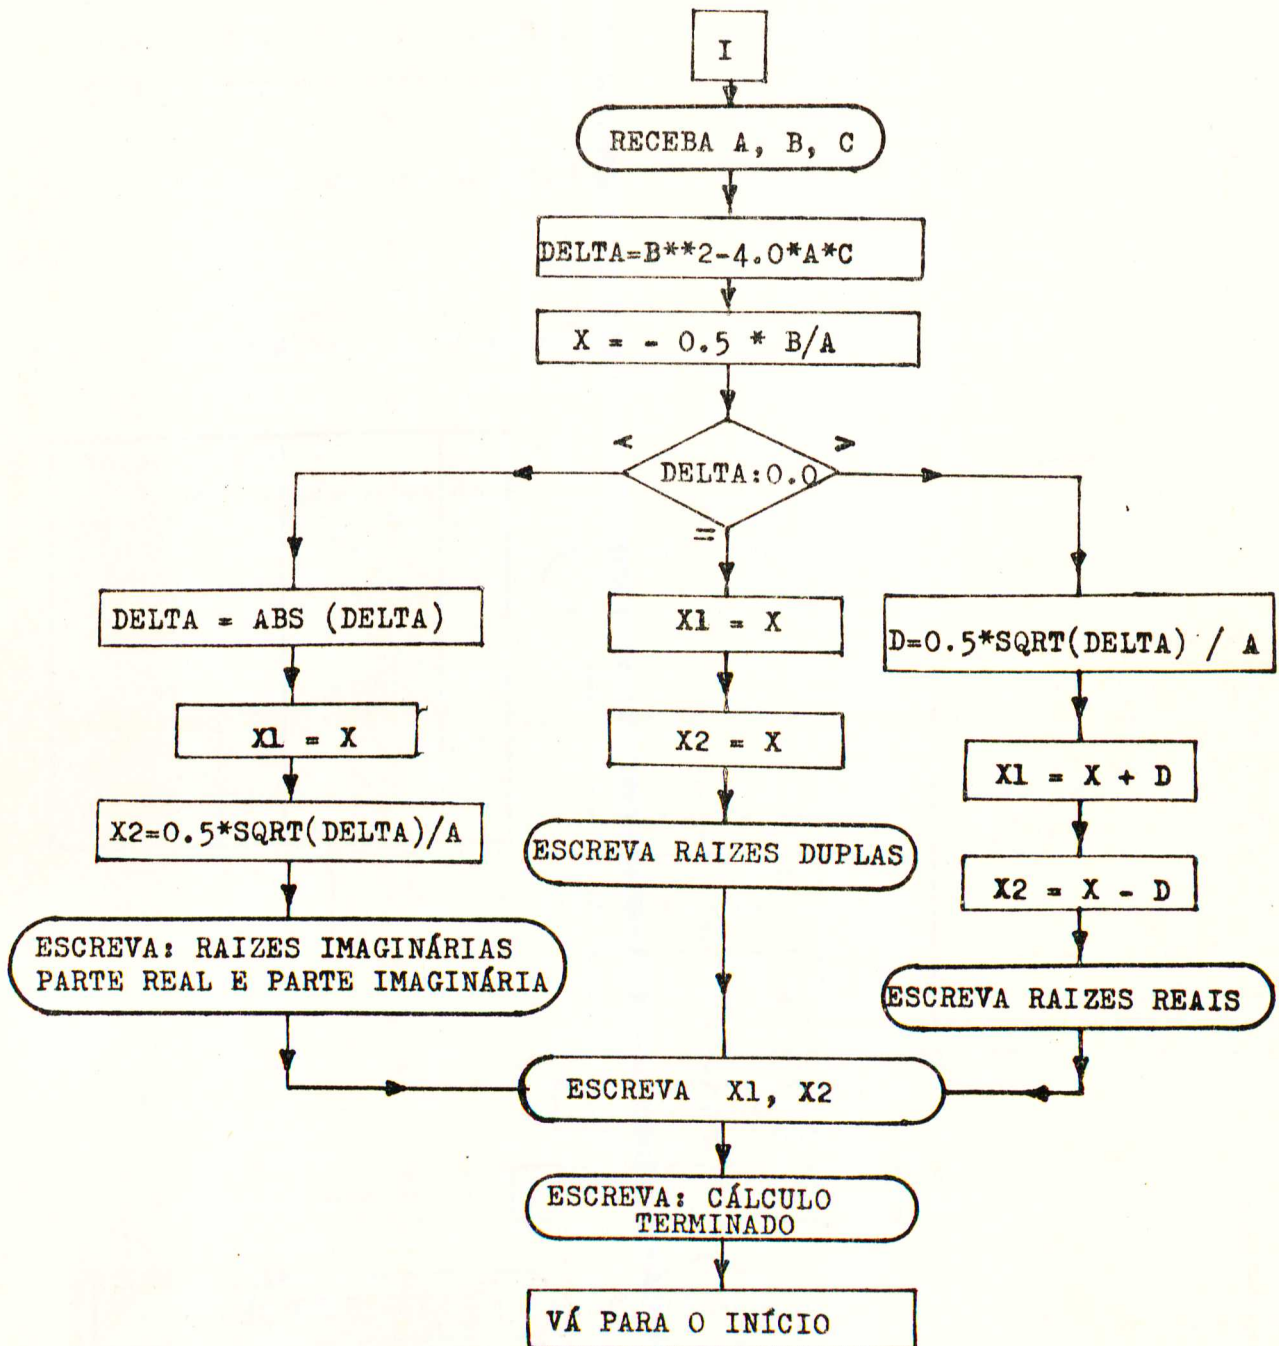 I
RECEBA A, B, C
DELTA=B**2-4.0*A*C
X = - 0.5 * B/A
< >
DELTA:0.0
=
DELTA = ABS (DELTA)
X1 = X
X2=0.5*SQRT(DELTA)/A
ESCREVA: RAIZES IMAGINÁRIAS
PARTE REAL E PARTE IMAGINÁRIA
X1 = X
X2 = X
ESCREVA RAIZES DUPLAS
D=0.5*SQRT(DELTA) / A
X1 = X + D
X2 = X - D
ESCREVA RAIZES REAIS
ESCREVA X1, X2
ESCREVA: CÁLCULO
TERMINADO
VÁ PARA O INÍCIO